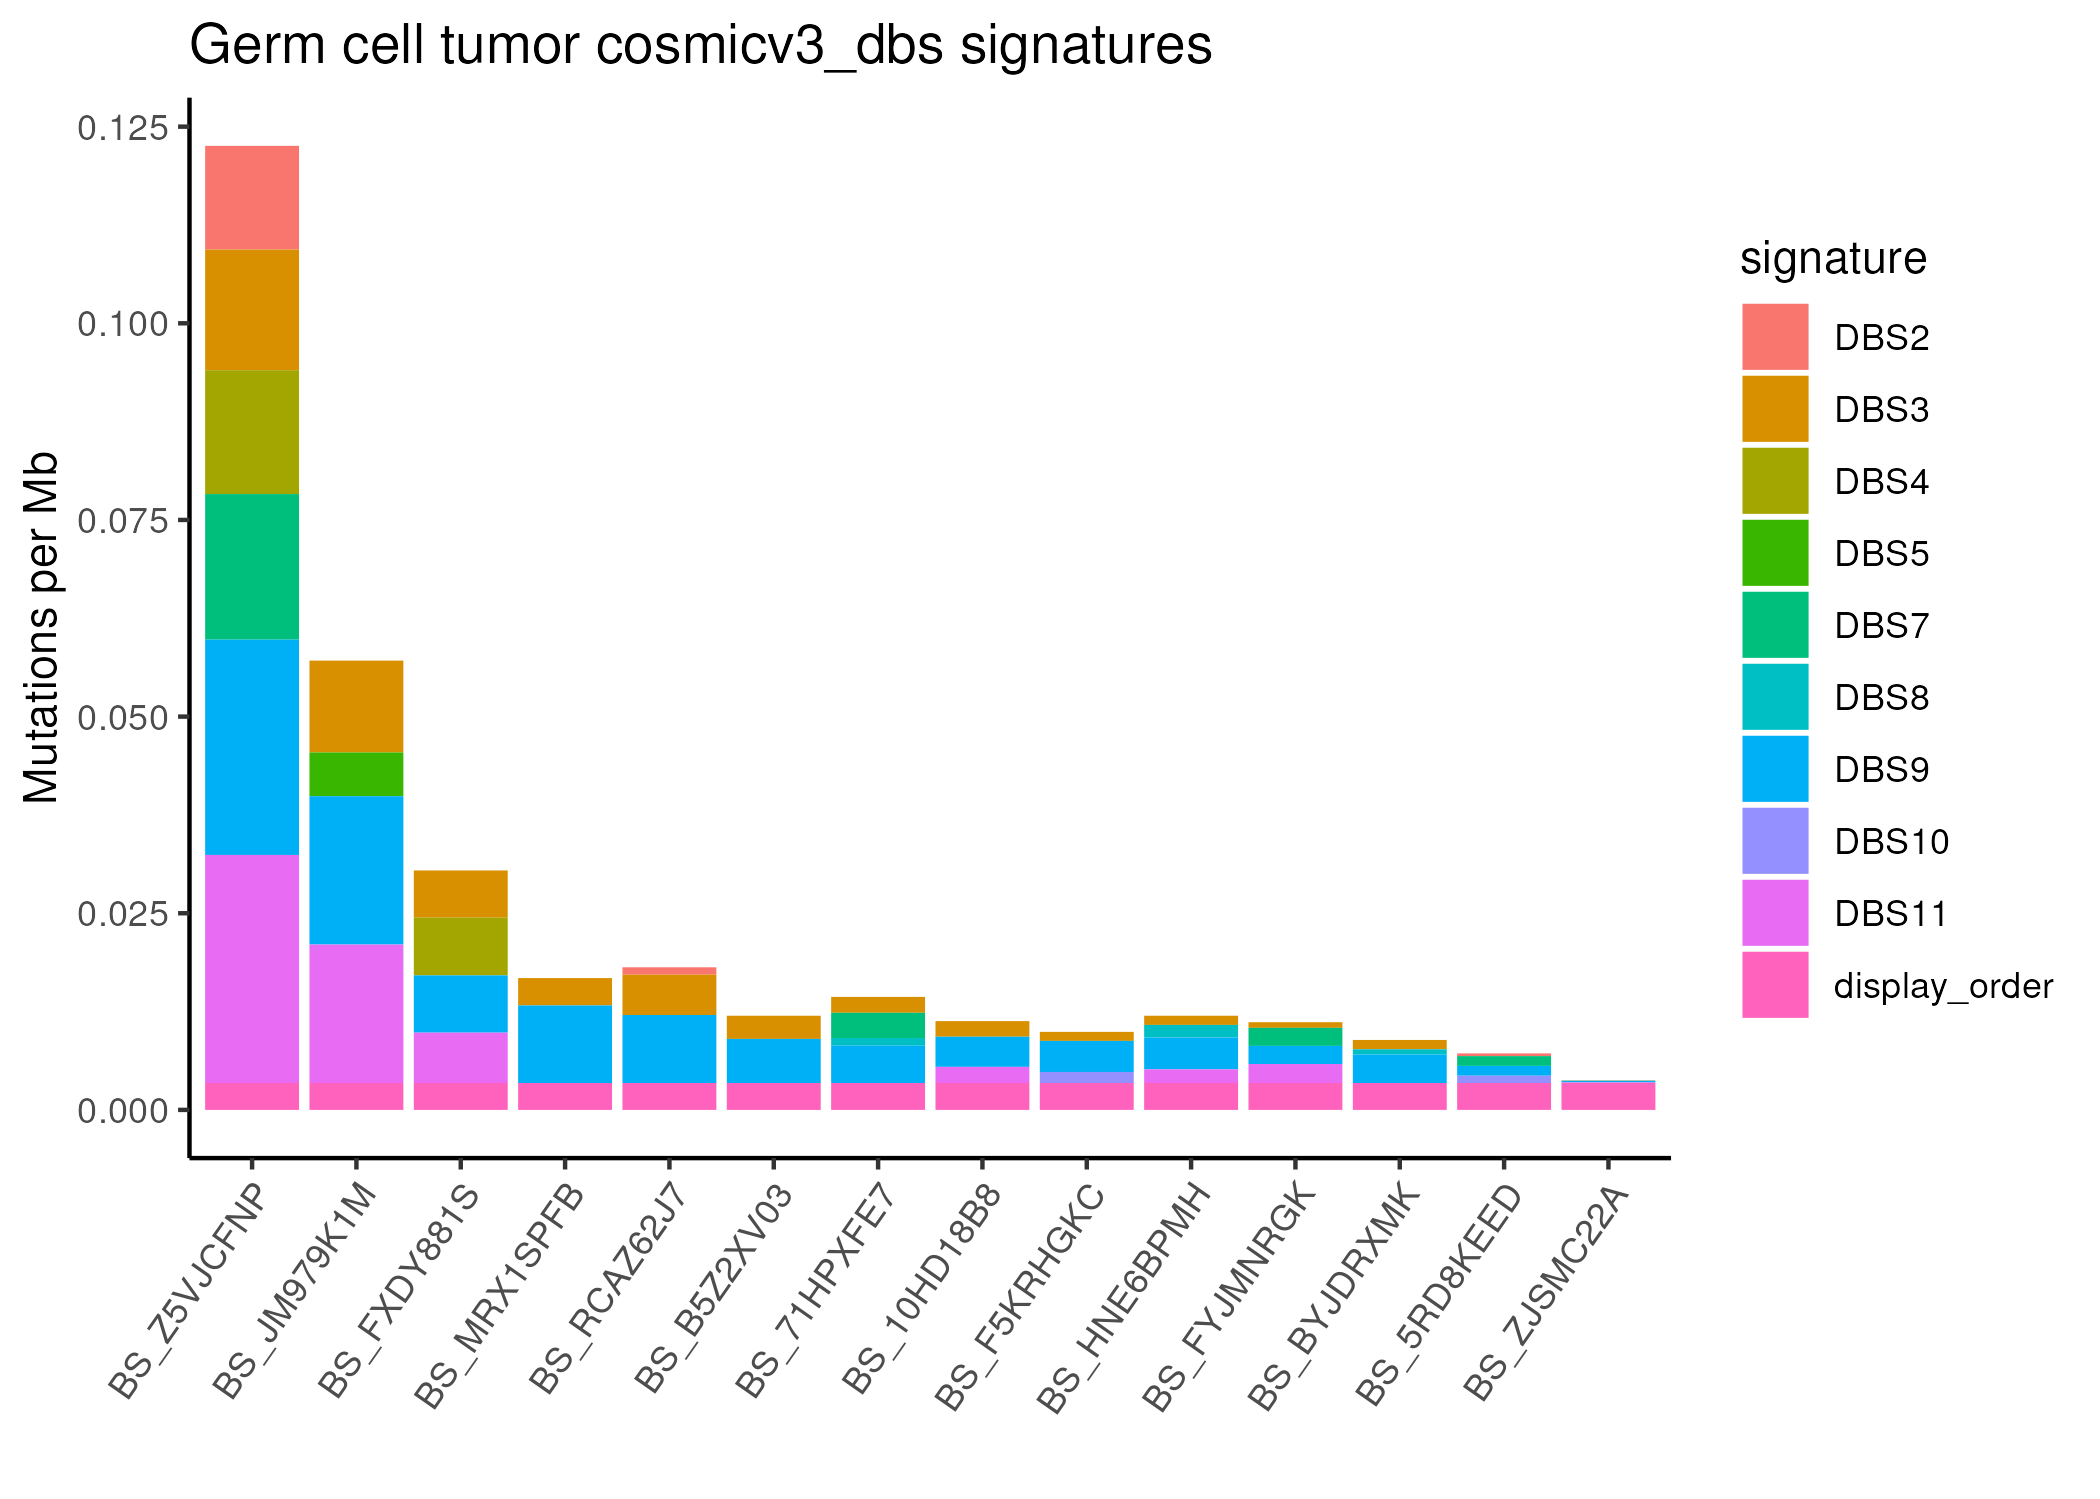 Germ cell tumor cosmicv3_dbs signatures
Mutations per Mb
0.125
0.100
0.075
0.050
0.025
0.000
BS_Z5VJCFNP
BS_JM979K1M
BS_FXDY881S
BS_MRX1SPFB
BS_RCAZ62J7
BS_B5Z2XV03
BS_71HPXFE7
BS_10HD18B8
BS_F5KRHGKC
BS_HNE6BPMH
BS_FYJMNRGK
BS_BYJDRXMK
BS_5RD8KEED
BS_ZJSMC22A
signature
DBS2
DBS3
DBS4
DBS5
DBS7
DBS8
DBS9
DBS10
DBS11
display_order